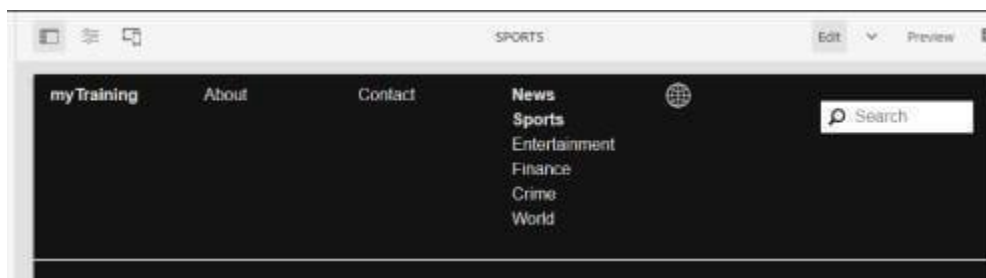 SPORTS Edit Preview
myTraining About Contact News
Sports
Search
Entertainment
Finance
Crime
World